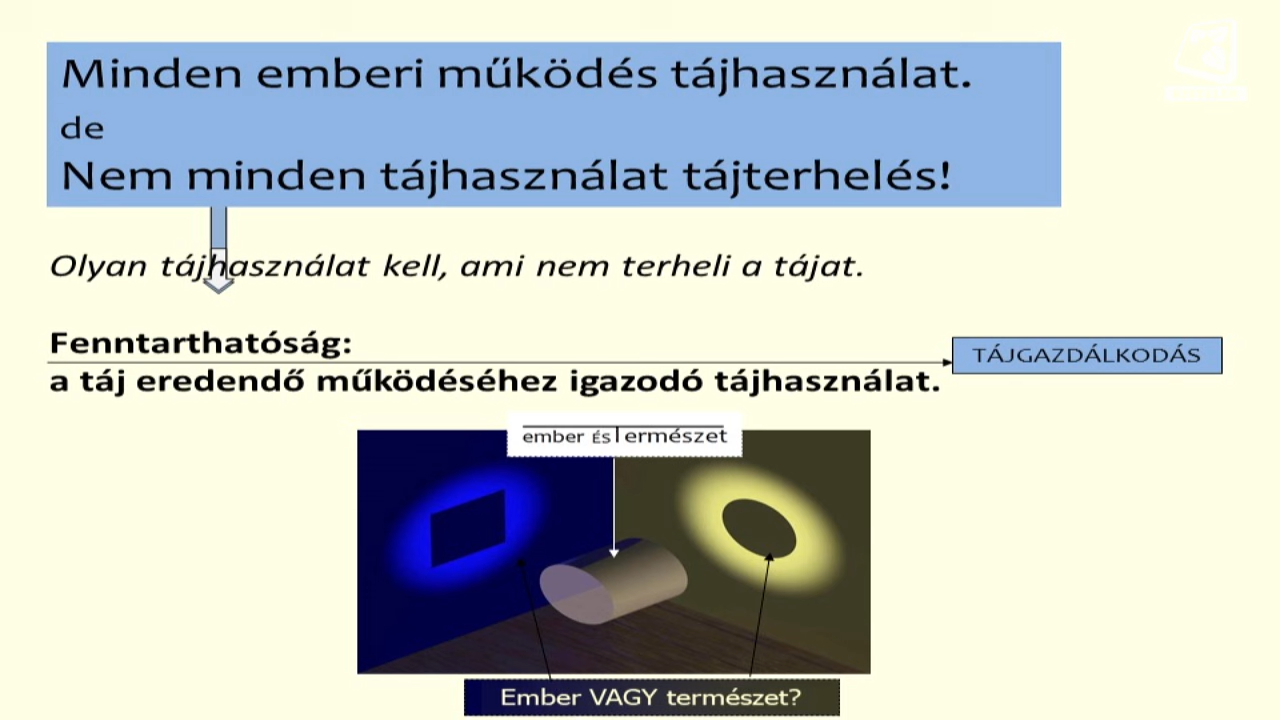 Minden emberi működés tájhasználat.
de
Nem minden tájhasználat tájterhelés!
Olyan tájhasználat kell, ami nem terheli a tájat.
Fenntarthatóság:
a táj eredendő működéséhez igazodó tájhasználat.
TÁJGAZDÁLKODÁS
ember ÉS Természet
Ember VAGY természet?